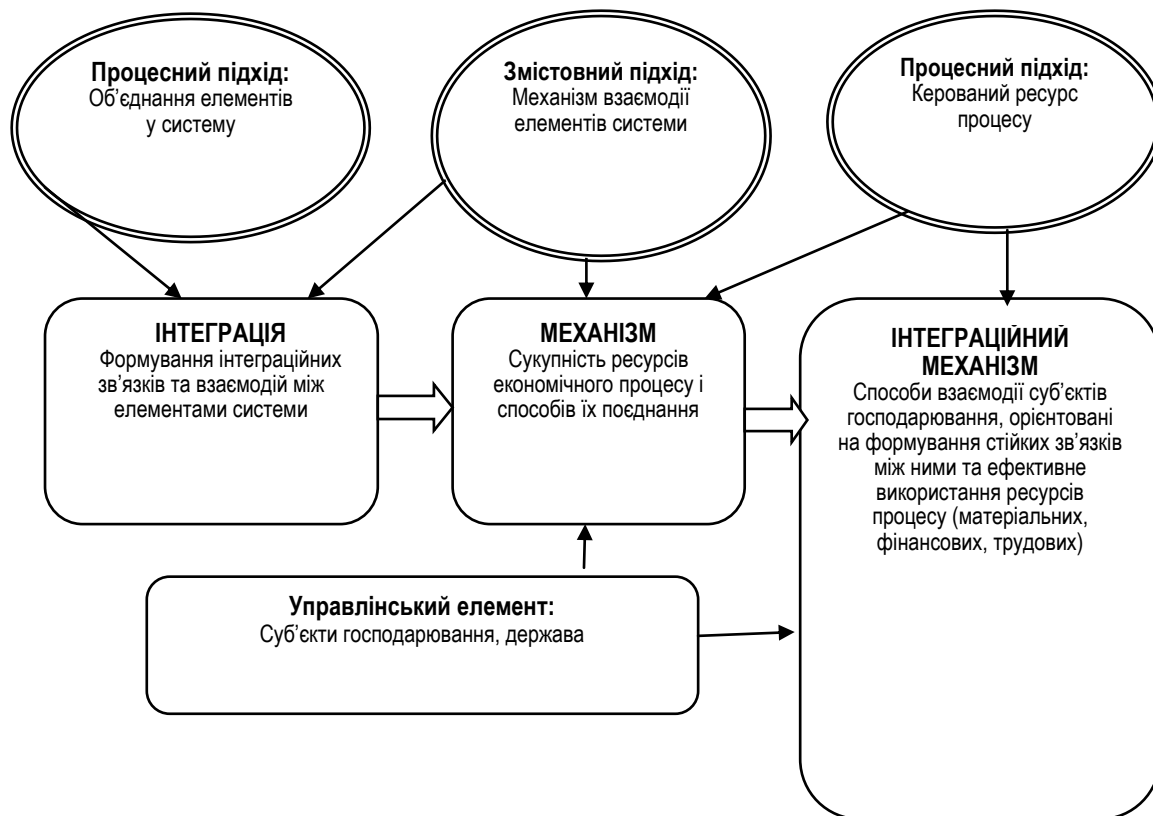 Процесний підхід:
Об’єднання елементів
у систему
Змістовний підхід:
Механізм взаємодії
елементів системи
Процесний підхід:
Керований ресурс
процесу
ІНТЕГРАЦІЯ
Формування інтеграційних
зв’язків та взаємодій між
елементами системи
МЕХАНІЗМ
Сукупність ресурсів
економічного процесу і
способів їх поєднання
ІНТЕГРАЦІЙНИЙ
МЕХАНІЗМ
Способи взаємодії суб’єктів
господарювання, орієнтовані
на формування стійких зв’язків
між ними та ефективне
використання ресурсів
процесу (матеріальних,
фінансових, трудових)
Управлінський елемент:
Суб’єкти господарювання, держава